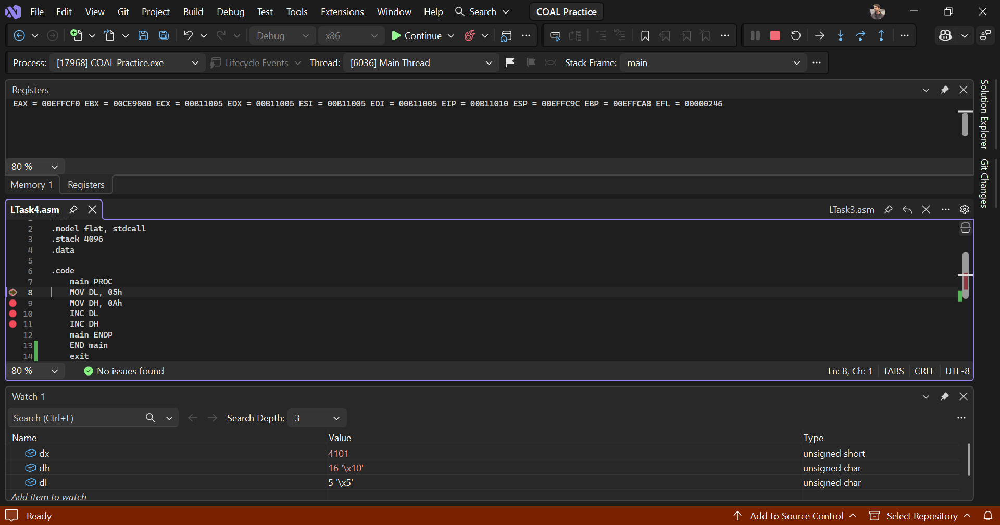 File Edit View Git Project Build Debug Test Tools Extensions Window Help Search COAL Practice
Debug x86 Continue
Process: [17968] COAL Practice.exe Lifecycle Events Thread: [6036] Main Thread Stack Frame: main
Registers
EAX = 00EFFCF0 EBX = 00CE9000 ECX = 00B11005 EDX = 00B11005 ESI = 00B11005 EDI = 00B11005 EIP = 00B11010 ESP = 00EFFC9C EBP = 00EFFCA8 EFL = 00000246
80 %
Memory 1 Registers
Solution Explorer
Git Changes
LTask4.asm LTask3.asm
2 .model flat, stdcall
3 .stack 4096
4 .data
5
6 .code
7 main PROC
8 MOV DL, 05h
9 MOV DH, 0Ah
10 INC DL
11 INC DH
12 main ENDP
13 END main
14 exit
80 % No issues found Ln: 8, Ch: 1 TABS CRLF UTF-8
Watch 1
Search (Ctrl+E) Search Depth: 3
Name Value Type
dx 4101 unsigned short
dh 16 '\x10' unsigned char
dl 5 '\x5' unsigned char
Add item to watch
Ready Add to Source Control Select Repository